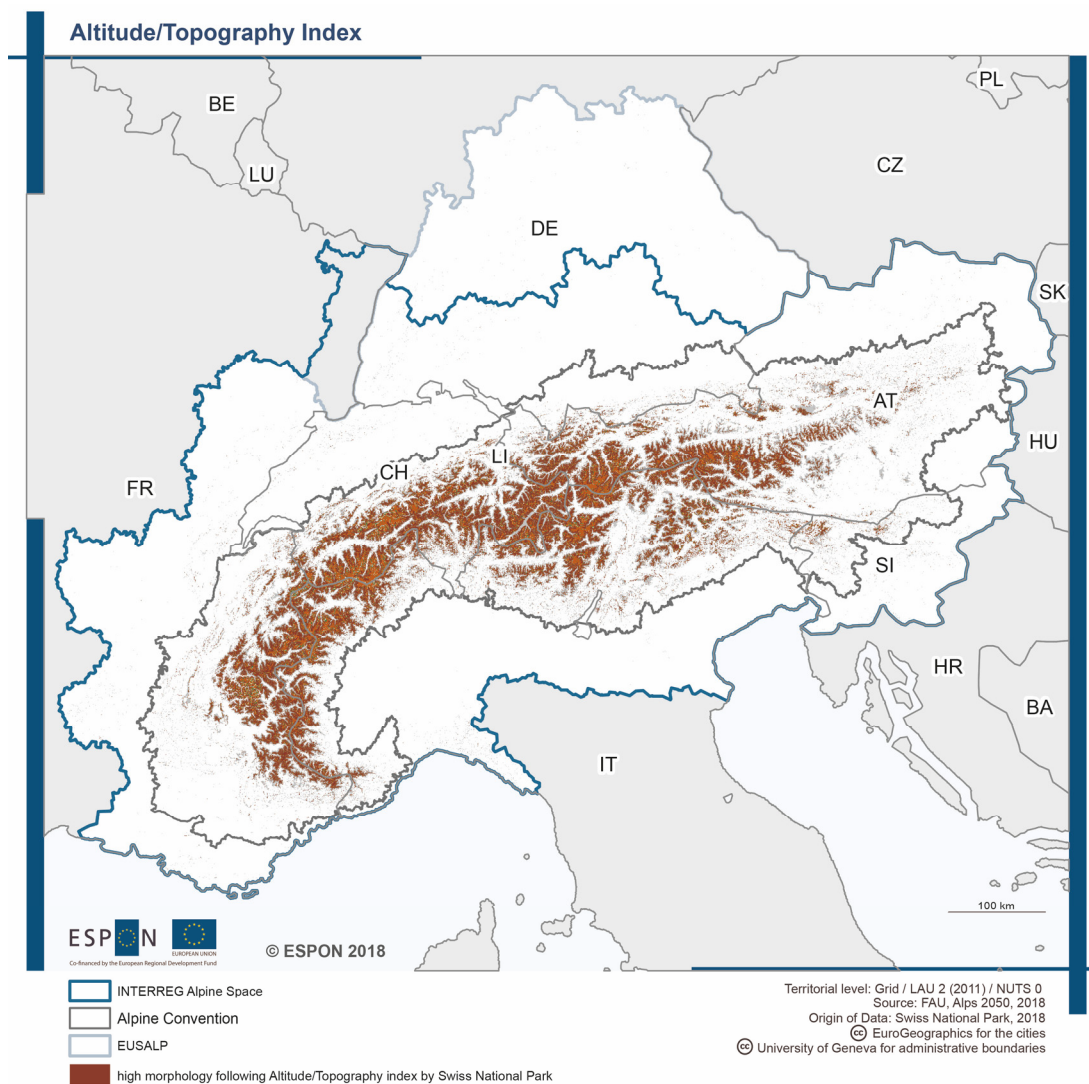 Altitude/Topography Index
PL
BE
CZ
LU
DE
SK
AT
HU
LI
CH
FR
SI
HR
BA
IT
100 km
ESPON
EUROPEAN UNION
Co-financed by the European Regional Development Fund
© ESPON 2018
INTERREG Alpine Space
Alpine Convention
EUSALP
high morphology following Altitude/Topography index by Swiss National Park
Territorial level: Grid / LAU 2 (2011) / NUTS 0
Source: FAU, Alps 2050, 2018
Origin of Data: Swiss National Park, 2018
cc EuroGeographics for the cities
cc University of Geneva for administrative boundaries